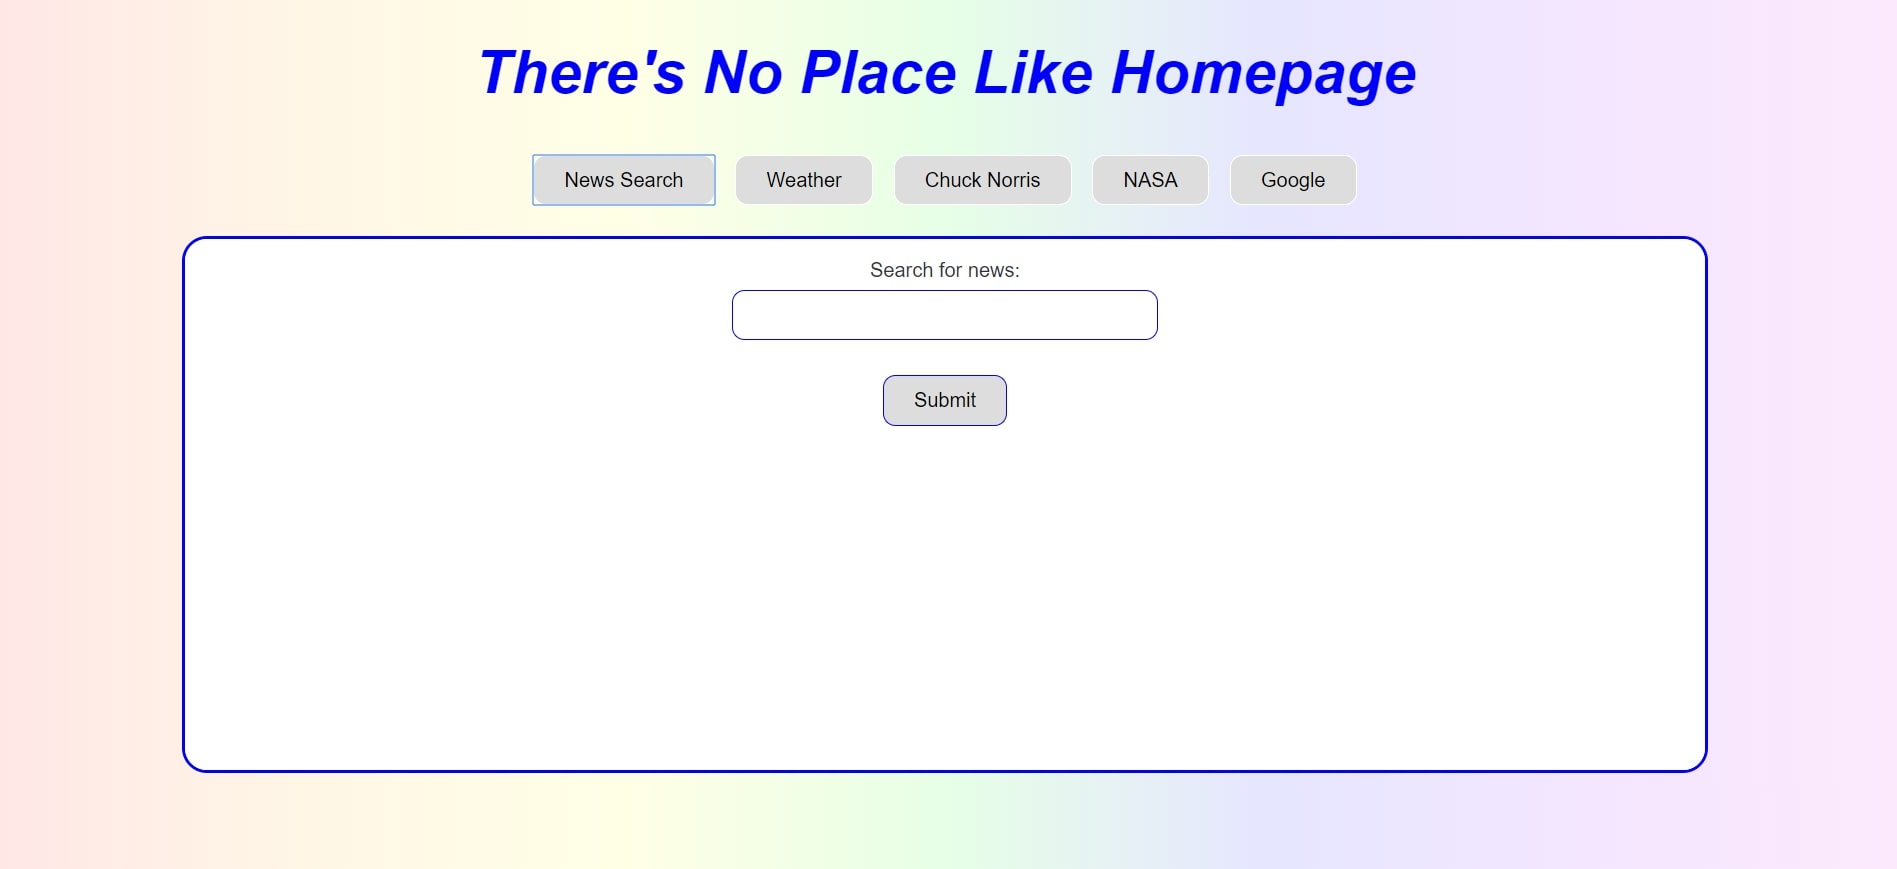 There's No Place Like Homepage
News Search Weather Chuck Norris NASA Google
Search for news:
Submit